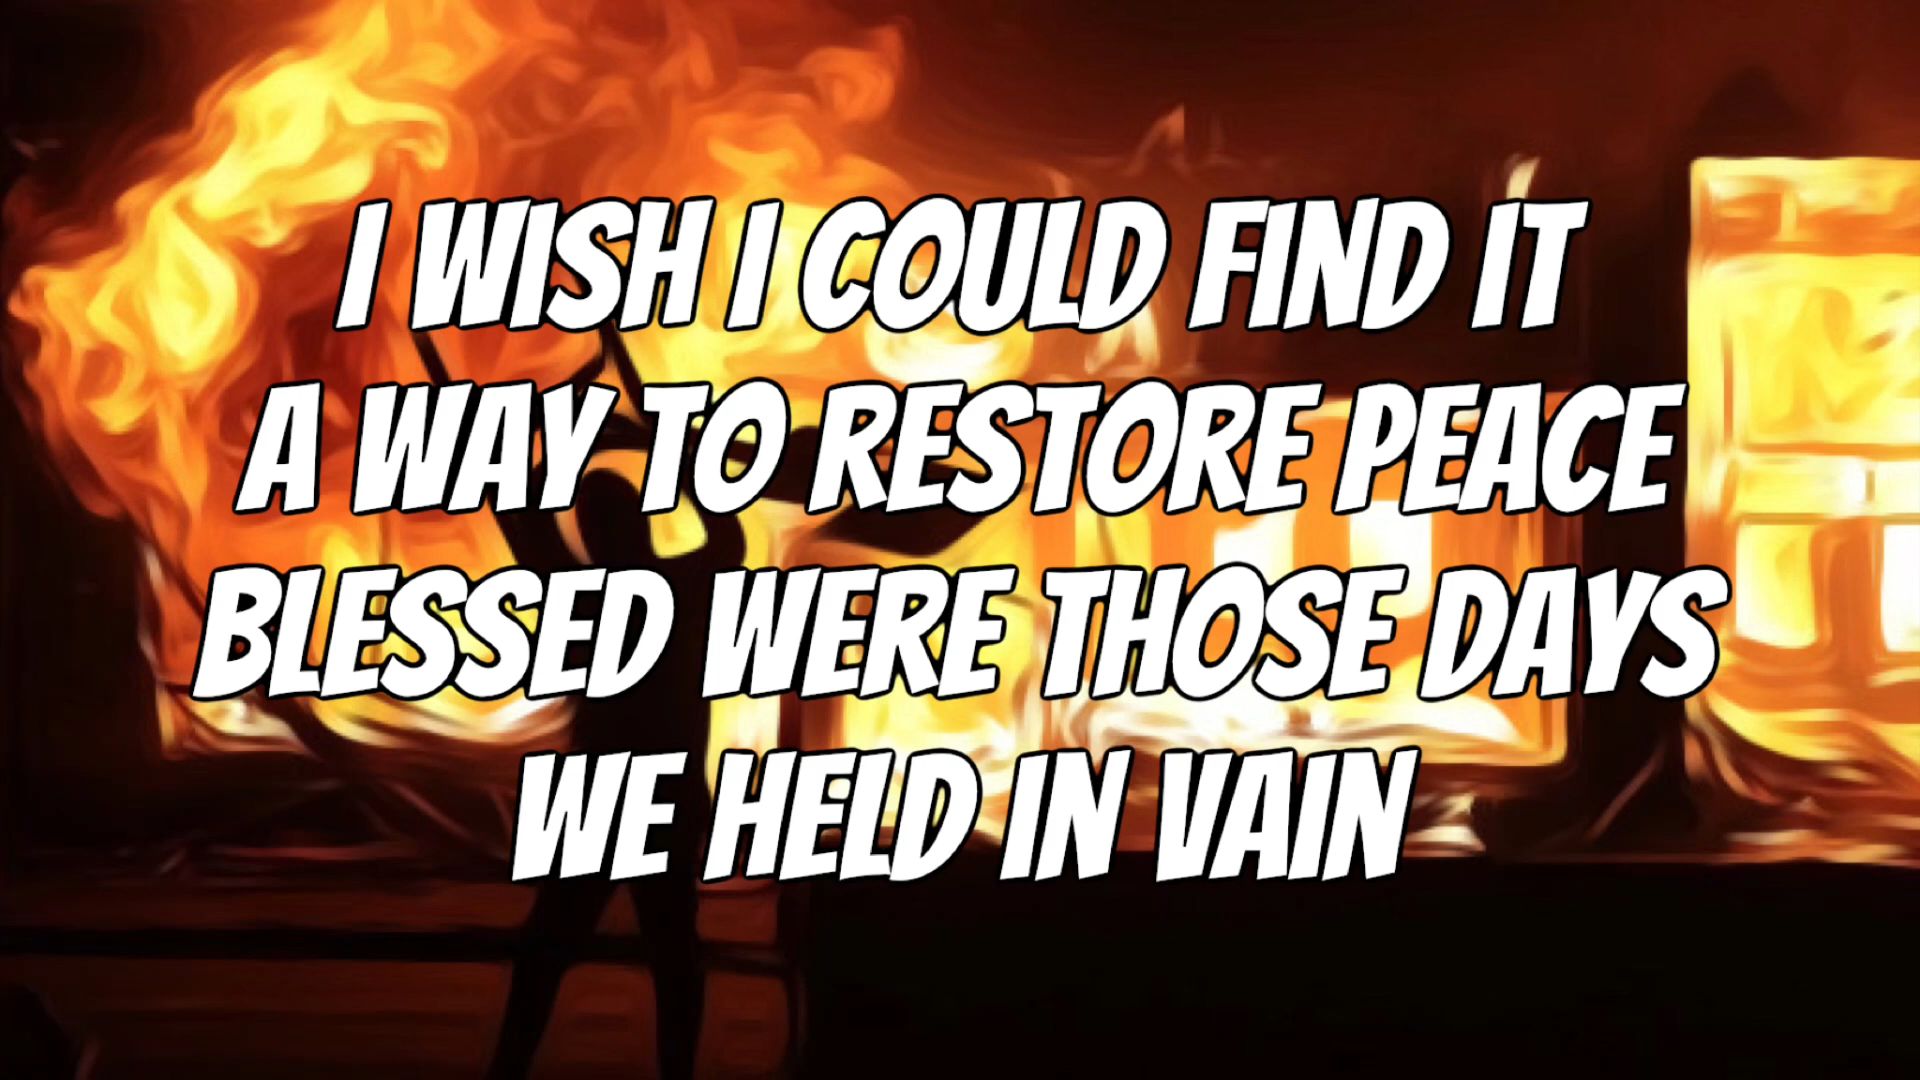 I WISH I COULD FIND IT
A WAY TO RESTORE PEACE
BLESSED WERE THOSE DAYS
WE HELD IN VAIN